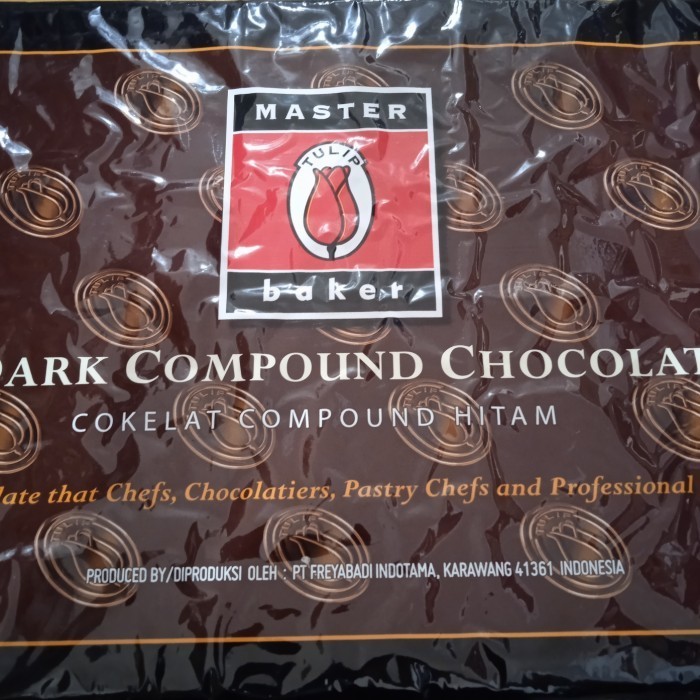 MASTER
TULIP
baker
DARK COMPOUND CHOCOLAT
COKELAT COMPOUND HITAM
late that Chefs, Chocolatiers, Pastry Chefs and Professional
PRODUCED BY/DIPRODUKSI OLEH : PT FREYABADI INDOTAMA, KARAWANG 41361 INDONESIA